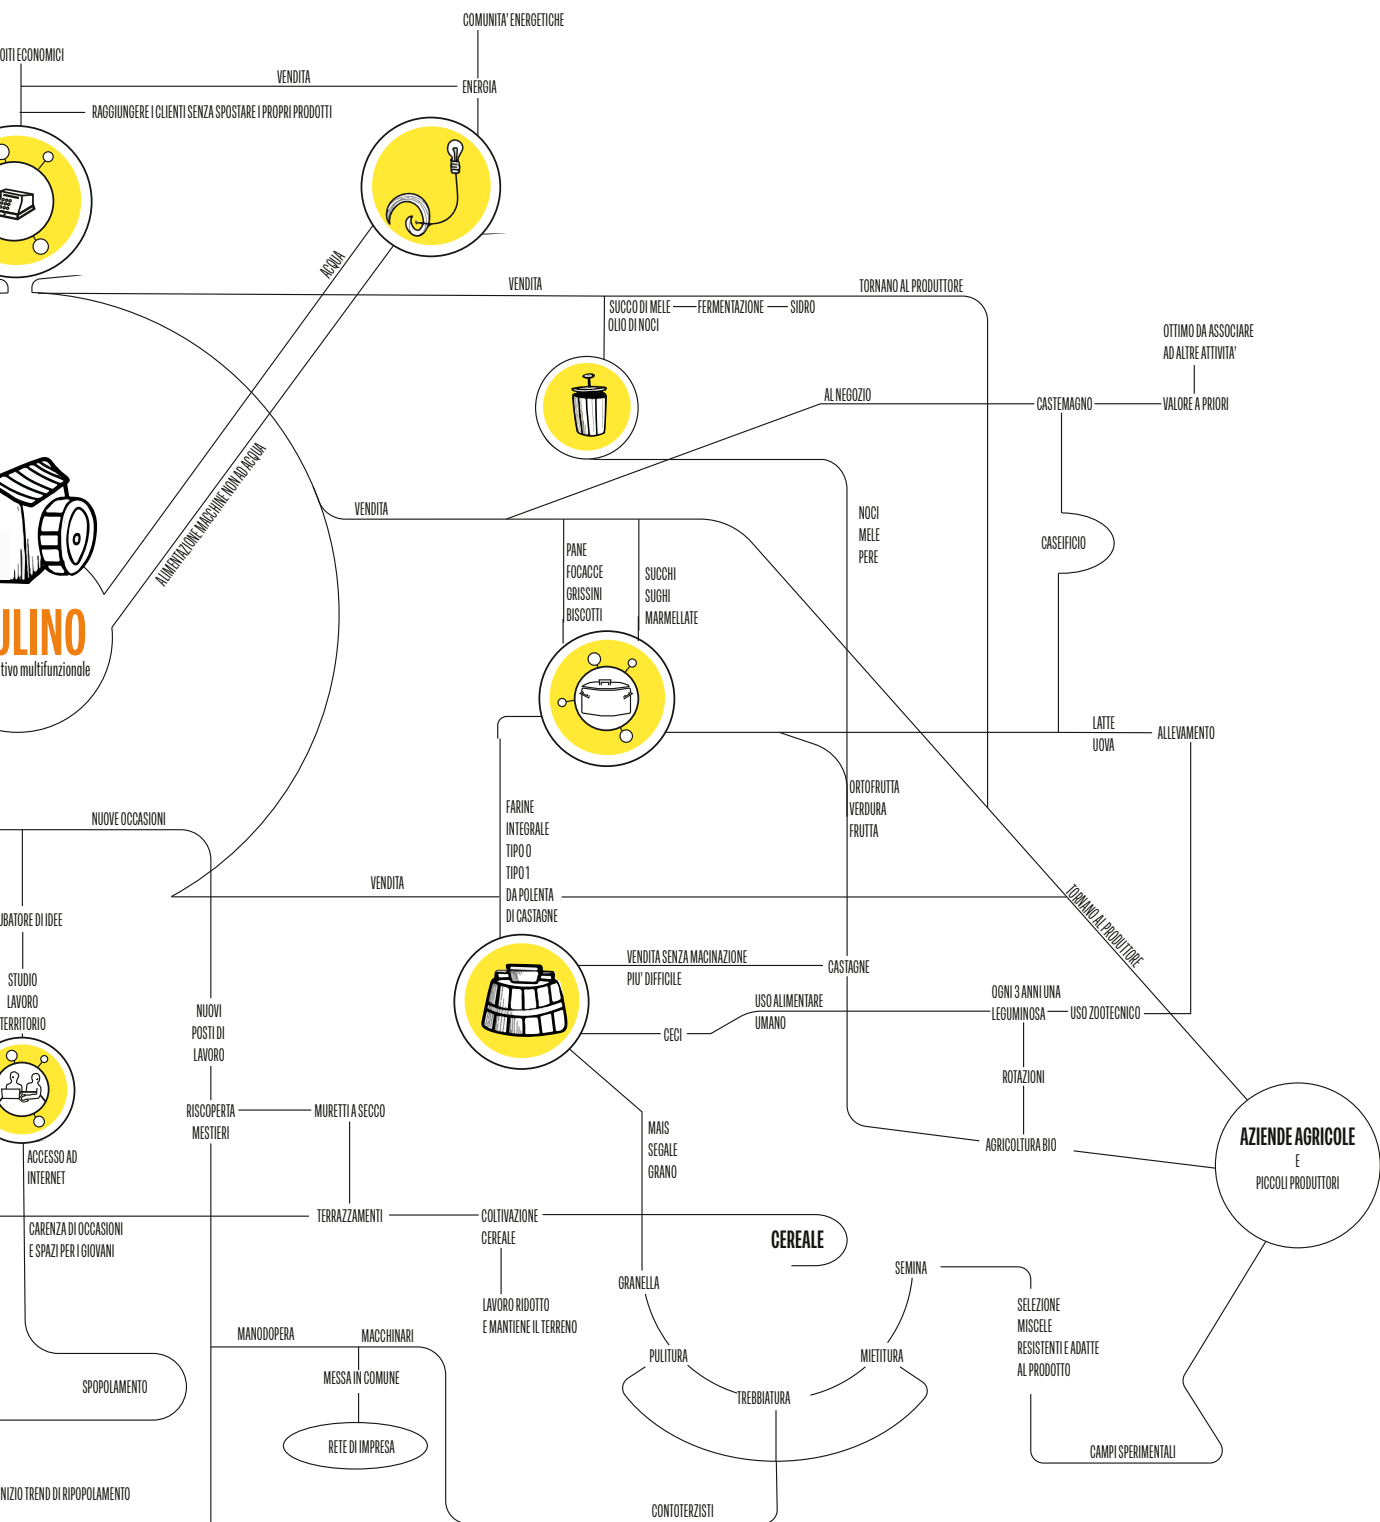 COMUNITA' ENERGETICHE
OITI ECONOMICI
VENDITA
ENERGIA
RAGGIUNGERE I CLIENTI SENZA SPOSTARE I PROPRI PRODOTTI
ACQUA
VENDITA
TORNANO AL PRODUTTORE
SUCCO DI MELE
FERMENTAZIONE
SIDRO
OLIO DI NOCI
OTTIMO DA ASSOCIARE
AD ALTRE ATTIVITA'
AL NEGOZIO
CASTEMAGNO
VALORE A PRIORI
ALIMENTAZIONE MACCHINE NON AD ACQUA
VENDITA
NOCI
MELE
PERE
CASEIFICIO
PANE
FOCACCE
GRISSINI
BISCOTTI
SUCCHI
SUGHI
MARMELLATE
ULINO
tivo multifunzionale
LATTE
UOVA
ALLEVAMENTO
ORTOFRUTTA
VERDURA
FRUTTA
FARINE
INTEGRALE
TIPO 0
TIPO 1
DA POLENTA
DI CASTAGNE
NUOVE OCCASIONI
VENDITA
TORNANO AL PRODUTTORE
UBATORE DI IDEE
STUDIO
LAVORO
TERRITORIO
VENDITA SENZA MACINAZIONE
PIU' DIFFICILE
CASTAGNE
USO ALIMENTARE
UMANO
OGNI 3 ANNI UNA
LEGUMINOSA
USO ZOOTECNICO
NUOVI
POSTI DI
LAVORO
CECI
ROTAZIONI
RISCOPERTA
MESTIERI
MURETTI A SECCO
MAIS
SEGALE
GRANO
AGRICOLTURA BIO
AZIENDE AGRICOLE
E
PICCOLI PRODUTTORI
ACCESSO AD
INTERNET
CARENZA DI OCCASIONI
E SPAZI PER I GIOVANI
TERRAZZAMENTI
COLTIVAZIONE
CEREALE
CEREALE
GRANELLA
SEMINA
LAVORO RIDOTTO
E MANTIENE IL TERRENO
SELEZIONE
MISCELE
RESISTENTI E ADATTE
AL PRODOTTO
MANODOPERA
MACCHINARI
PULITURA
MIETITURA
MESSA IN COMUNE
TREBBIATURA
SPOPOLAMENTO
RETE DI IMPRESA
CAMPI SPERIMENTALI
NIZIO TREND DI RIPOPOLAMENTO
CONTOTERZISTI